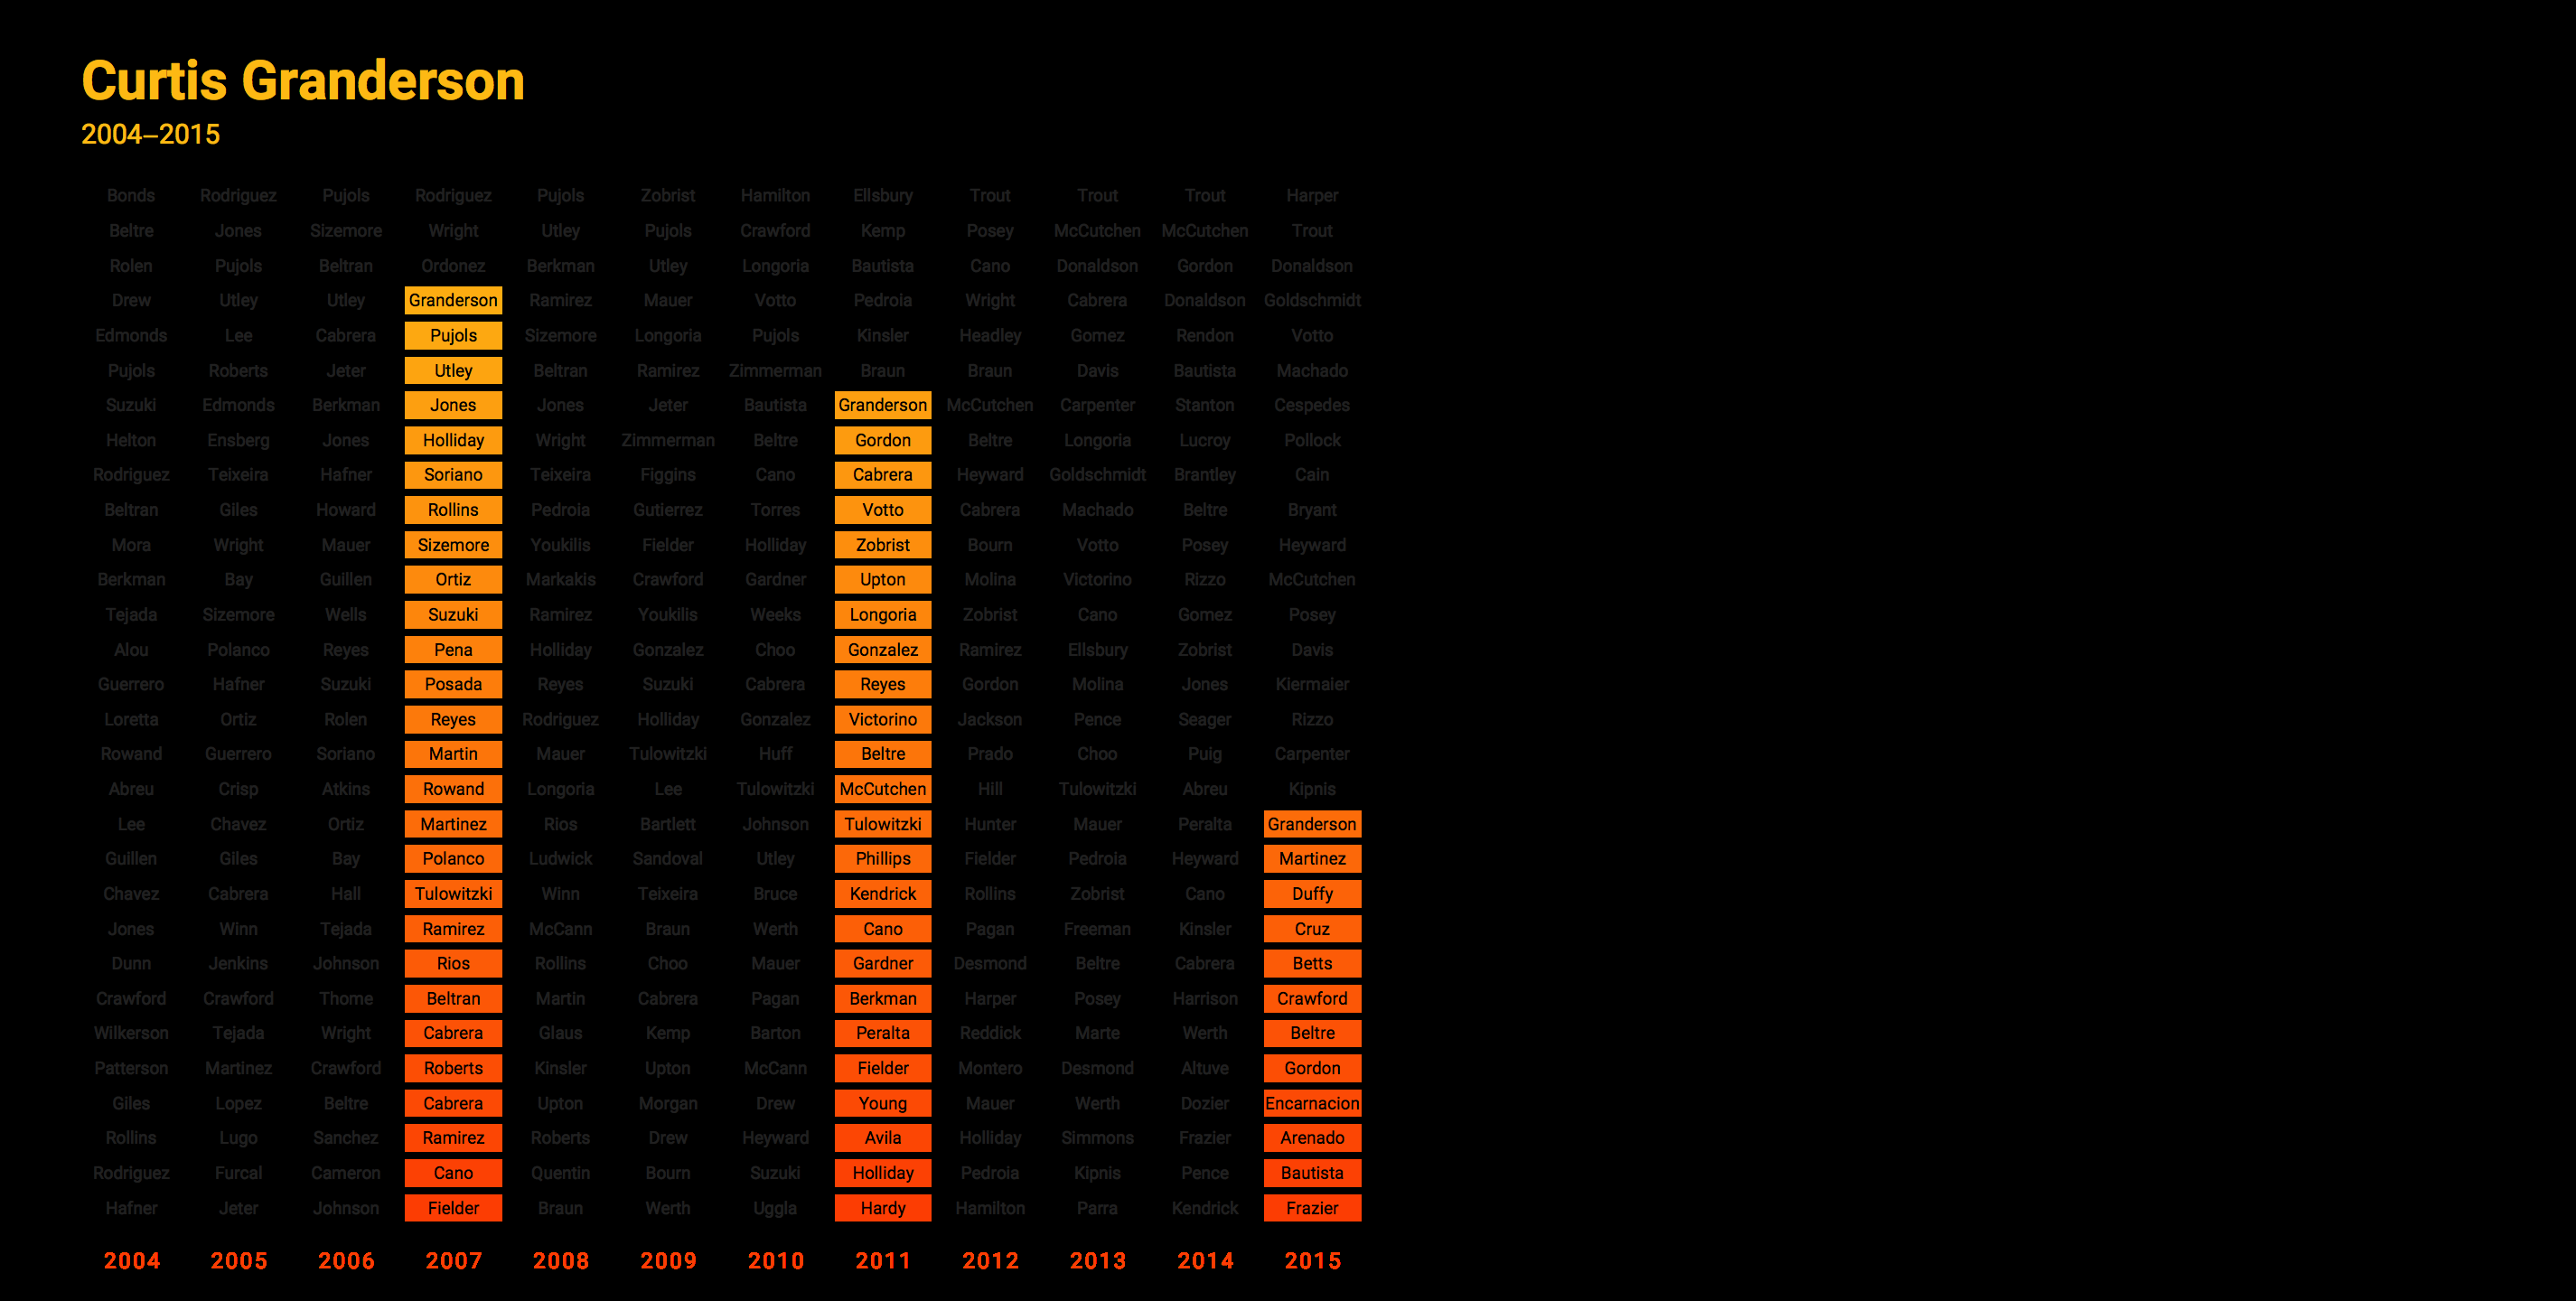 Curtis Granderson
2004–2015
Bonds Rodriguez Pujols Rodriguez Pujols Zobrist Hamilton Ellsbury Trout Trout Trout Harper
Beltre Jones Sizemore Wright Utley Pujols Crawford Kemp Posey McCutchen McCutchen Trout
Rolen Pujols Beltran Ordonez Berkman Utley Longoria Bautista Cano Donaldson Gordon Donaldson
Drew Utley Utley Granderson Ramirez Mauer Votto Pedroia Wright Cabrera Donaldson Goldschmidt
Edmonds Lee Cabrera Pujols Sizemore Longoria Pujols Kinsler Headley Gomez Rendon Votto
Pujols Roberts Jeter Utley Beltran Ramirez Zimmerman Braun Braun Davis Bautista Machado
Suzuki Edmonds Berkman Jones Jones Jeter Bautista Granderson McCutchen Carpenter Stanton Cespedes
Helton Ensberg Jones Holliday Wright Zimmerman Beltre Gordon Beltre Longoria Lucroy Pollock
Rodriguez Teixeira Hafner Soriano Teixeira Figgins Cano Cabrera Heyward Goldschmidt Brantley Cain
Beltran Giles Howard Rollins Pedroia Gutierrez Torres Votto Cabrera Machado Beltre Bryant
Mora Wright Mauer Sizemore Youkilis Fielder Holliday Zobrist Bourn Votto Posey Heyward
Berkman Bay Guillen Ortiz Markakis Crawford Gardner Upton Molina Victorino Rizzo McCutchen
Tejada Sizemore Wells Suzuki Ramirez Youkilis Weeks Longoria Zobrist Cano Gomez Posey
Alou Polanco Reyes Pena Holliday Gonzalez Choo Gonzalez Ramirez Ellsbury Zobrist Davis
Guerrero Hafner Suzuki Posada Reyes Suzuki Cabrera Reyes Gordon Molina Jones Kiermaier
Loretta Ortiz Rolen Reyes Rodriguez Holliday Gonzalez Victorino Jackson Pence Seager Rizzo
Rowand Guerrero Soriano Martin Mauer Tulowitzki Huff Beltre Prado Choo Puig Carpenter
Abreu Crisp Atkins Rowand Longoria Lee Tulowitzki McCutchen Hill Tulowitzki Abreu Kipnis
Lee Chavez Ortiz Martinez Rios Bartlett Johnson Tulowitzki Hunter Mauer Peralta Granderson
Guillen Giles Bay Polanco Ludwick Sandoval Utley Phillips Fielder Pedroia Heyward Martinez
Chavez Cabrera Hall Tulowitzki Winn Teixeira Bruce Kendrick Rollins Zobrist Cano Duffy
Jones Winn Tejada Ramirez McCann Braun Werth Cano Pagan Freeman Kinsler Cruz
Dunn Jenkins Johnson Rios Rollins Choo Mauer Gardner Desmond Beltre Cabrera Betts
Crawford Crawford Thome Beltran Martin Cabrera Pagan Berkman Harper Posey Harrison Crawford
Wilkerson Tejada Wright Cabrera Glaus Kemp Barton Peralta Reddick Marte Werth Beltre
Patterson Martinez Crawford Roberts Kinsler Upton McCann Fielder Montero Desmond Altuve Gordon
Giles Lopez Beltre Cabrera Upton Morgan Drew Young Mauer Werth Dozier Encarnacion
Rollins Lugo Sanchez Ramirez Roberts Drew Heyward Avila Holliday Simmons Frazier Arenado
Rodriguez Furcal Cameron Cano Quentin Bourn Suzuki Holliday Pedroia Kipnis Pence Bautista
Hafner Jeter Johnson Fielder Braun Werth Uggla Hardy Hamilton Parra Kendrick Frazier
2004 2005 2006 2007 2008 2009 2010 2011 2012 2013 2014 2015